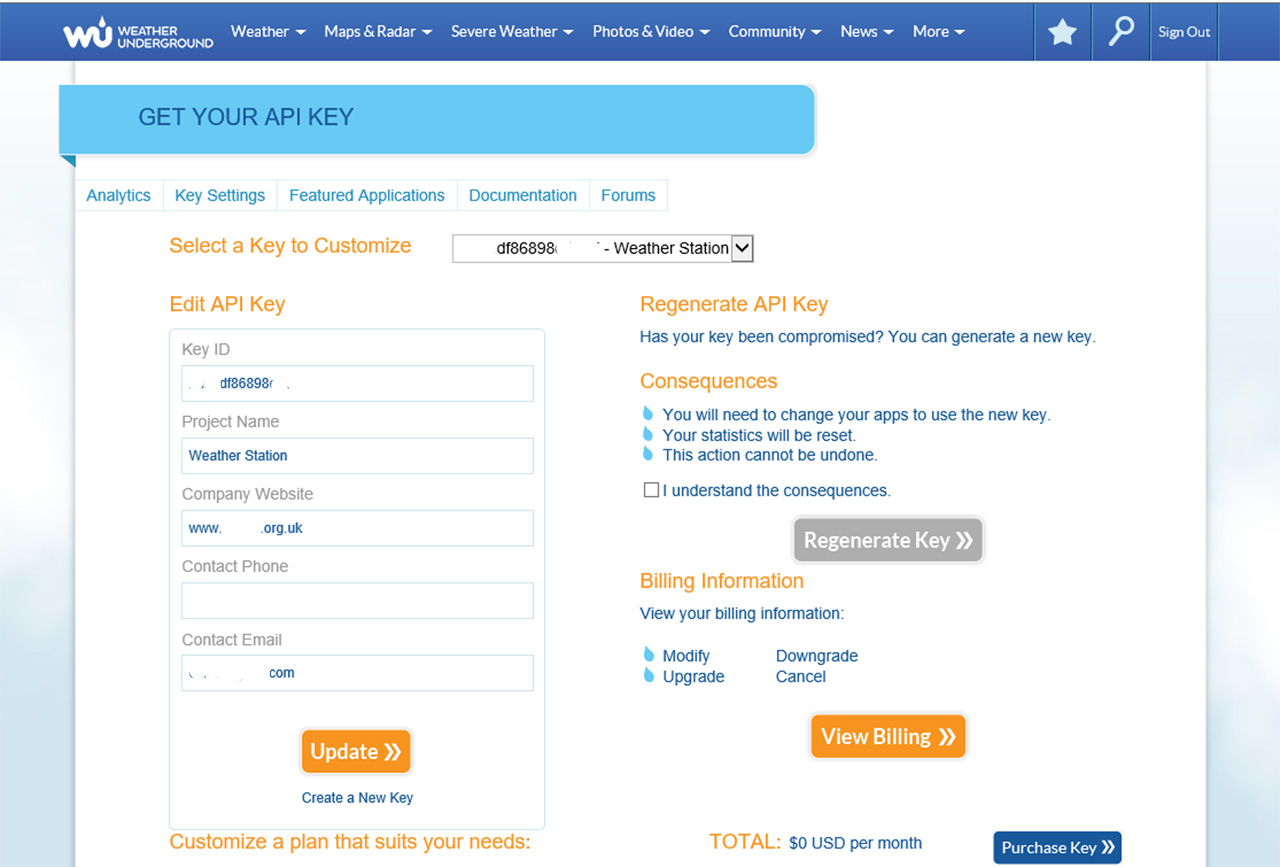 WU WEATHER UNDERGROUND
Weather Maps & Radar Severe Weather Photos & Video Community News More Sign Out
GET YOUR API KEY
Analytics Key Settings Featured Applications Documentation Forums
Select a Key to Customize
df86898 - Weather Station
Edit API Key
Key ID
df86898
Project Name
Weather Station
Company Website
www. .org.uk
Contact Phone
Contact Email
com
Update »
Create a New Key
Regenerate API Key
Has your key been compromised? You can generate a new key.
Consequences
You will need to change your apps to use the new key.
Your statistics will be reset.
This action cannot be undone.
I understand the consequences.
Regenerate Key »
Billing Information
View your billing information:
Modify Downgrade
Upgrade Cancel
View Billing »
Customize a plan that suits your needs:
TOTAL: $0 USD per month
Purchase Key »